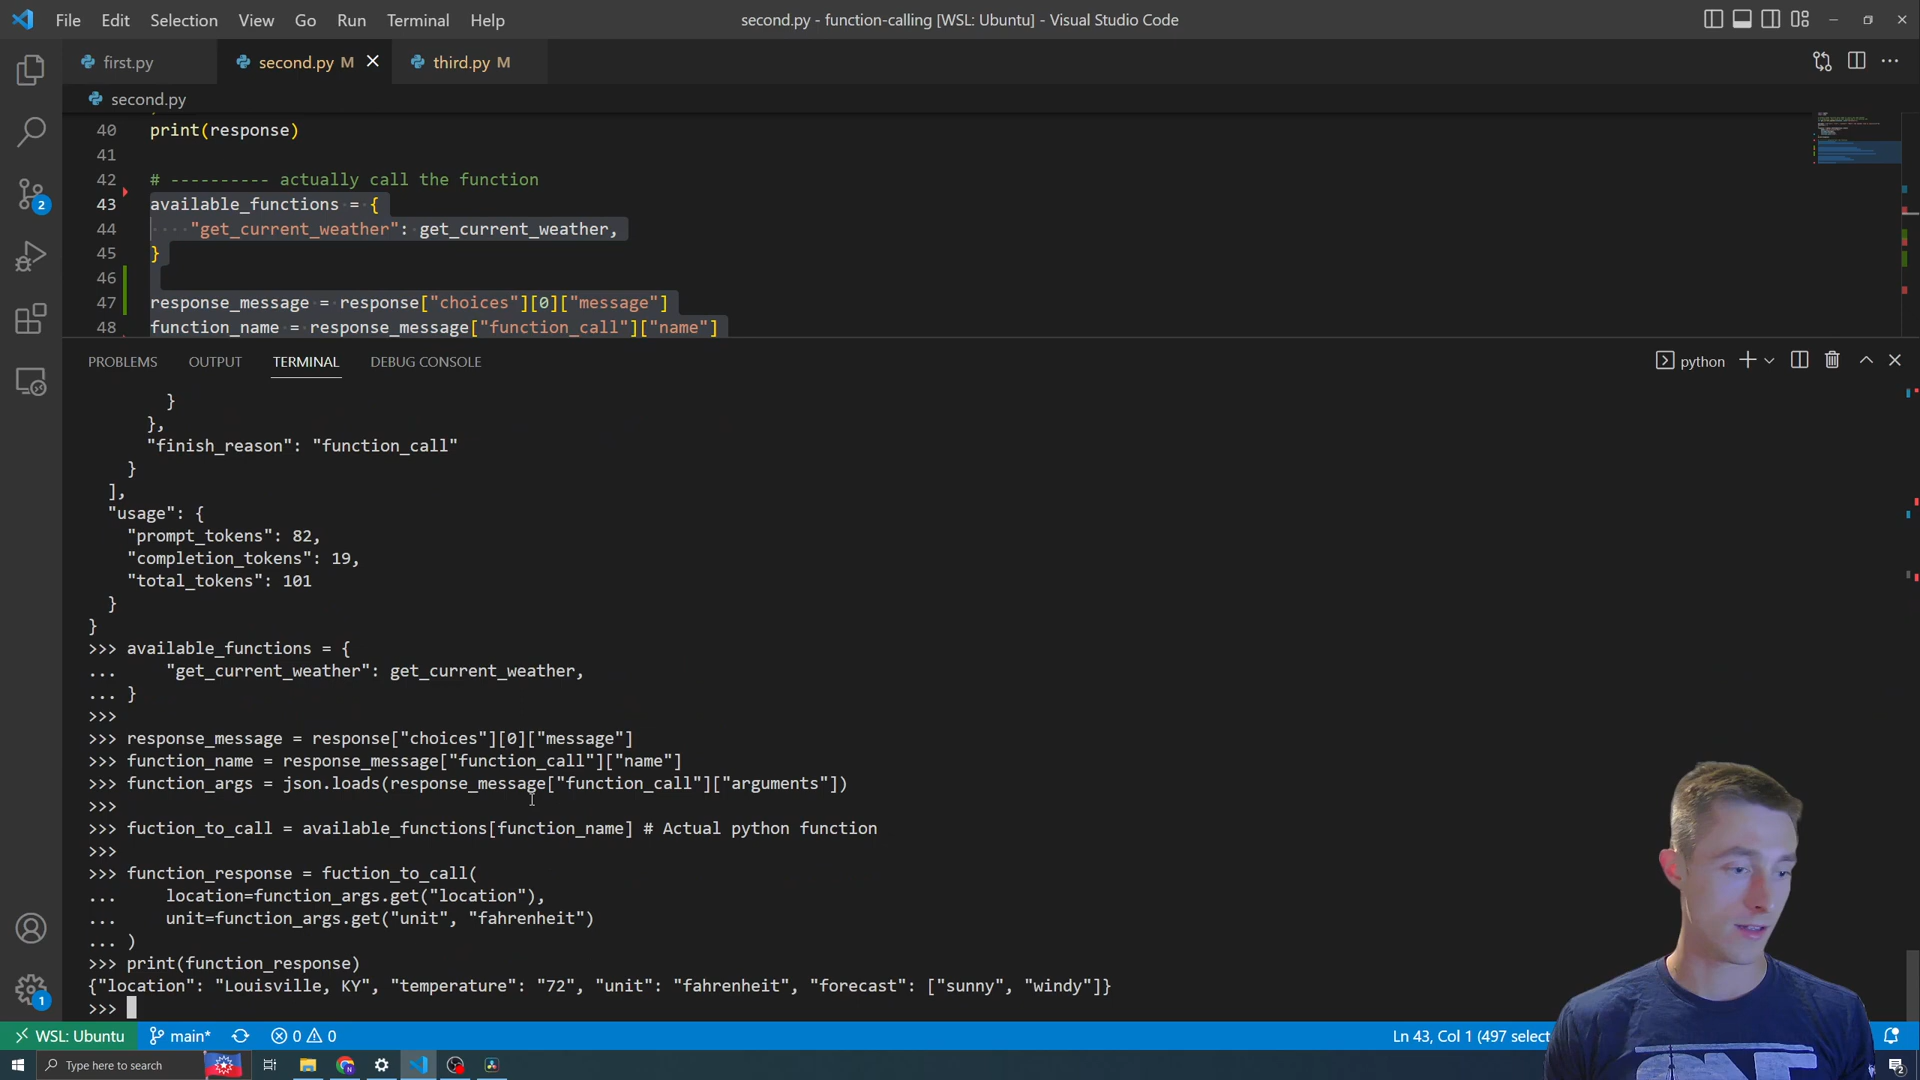 File Edit Selection View Go Run Terminal Help
second.py - function-calling [WSL: Ubuntu] - Visual Studio Code
first.py
second.py M
third.py M
second.py
40 print(response)
41
42 # ---------- actually call the function
43 available_functions = {
44 "get_current_weather": get_current_weather,
45 }
46
47 response_message = response["choices"][0]["message"]
48 function_name = response_message["function_call"]["name"]
PROBLEMS OUTPUT TERMINAL DEBUG CONSOLE
python
}
},
"finish_reason": "function_call"
}
],
"usage": {
"prompt_tokens": 82,
"completion_tokens": 19,
"total_tokens": 101
}
}
>>> available_functions = {
... "get_current_weather": get_current_weather,
... }
>>>
>>> response_message = response["choices"][0]["message"]
>>> function_name = response_message["function_call"]["name"]
>>> function_args = json.loads(response_message["function_call"]["arguments"])
>>>
>>> fuction_to_call = available_functions[function_name] # Actual python function
>>>
>>> function_response = fuction_to_call(
... location=function_args.get("location"),
... unit=function_args.get("unit", "fahrenheit")
... )
>>> print(function_response)
{"location": "Louisville, KY", "temperature": "72", "unit": "fahrenheit", "forecast": ["sunny", "windy"]}
>>>
2
1
WSL: Ubuntu
main*
0 0
Ln 43, Col 1 (497 select
Type here to search
2